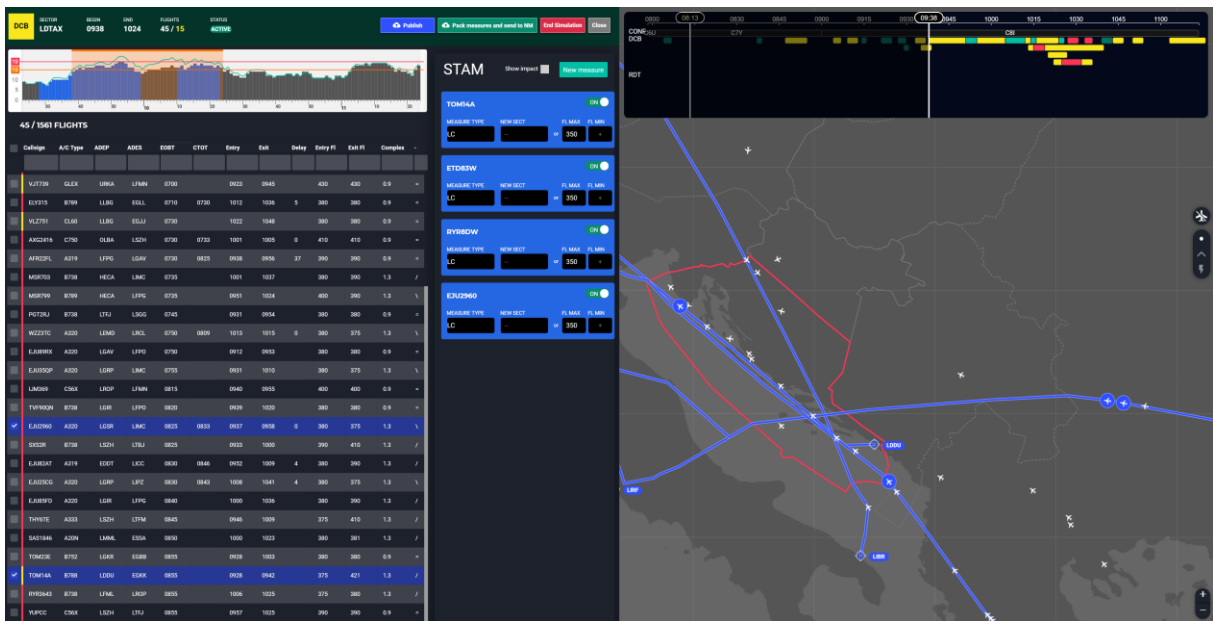 DCB SECTOR LDTAX BEGIN 0938 END 1024 FLIGHTS 45 / 15 STATUS ACTIVE
Publish Pack measures and send to NM End Simulation Close
45 / 1561 FLIGHTS
Callsign A/C Type ADEP ADES EOBT CTOT Entry Exit Delay Entry Fl Exit Fl Complex -
VJT739 GLEX URKA LFMN 0700 0923 0945 430 430 0.9 =
ELY315 B789 LLBG EGLL 0710 0730 1012 1036 5 380 380 0.9 =
VLZ751 CL60 LLBG EGJJ 0730 1022 1048 380 380 0.9 =
AXG2416 C750 OLBA LSZH 0730 0733 1001 1005 0 410 410 0.9 =
AFR22FL A319 LFPG LGAV 0730 0825 0938 0956 37 390 390 0.9 =
MSR703 B738 HECA LIMC 0735 1001 1037 380 390 1.3 /
MSR799 B789 HECA LFPG 0735 0951 1024 400 390 1.3 \
PGT2RJ B738 LTFJ LSGG 0745 0931 0954 380 380 0.9 =
WZZ3TC A320 LEMD LRCL 0750 0809 1013 1015 0 380 375 1.3 \
EJU89RX A320 LGAV LFPO 0750 0912 0953 380 380 0.9 =
EJU35QP A320 LGRP LIMC 0755 0931 1010 380 375 1.3 \
IJM369 C56X LROP LFMN 0815 0940 0955 400 400 0.9 =
TVF90QN B738 LGIR LFPO 0820 0939 1020 380 380 0.9 =
EJU2960 A320 LGSR LIMC 0825 0833 0937 0938 0 380 375 1.3 \
SXS2R B738 LSZH LTBJ 0825 0933 1000 390 410 1.3 /
EJU82AT A319 EDDT LICC 0830 0846 0952 1009 4 380 390 1.3 /
EJU25CG A320 LGRP LIPZ 0830 0843 1008 1041 4 380 375 1.3 \
EJU85FD A320 LGIR LFPG 0840 1000 1036 380 390 1.3 /
THY6TE A333 LSZH LTFM 0845 0946 1009 375 410 1.3 /
SAS1846 A20N LMML ESSA 0850 1000 1023 380 381 1.3 /
TOM23E B752 LGKR EGBB 0855 0928 1003 380 380 0.9 =
TOM14A B788 LDDU EGKK 0855 0928 0942 375 421 1.3 /
RYR3643 B738 LFML LROP 0855 1006 1025 375 380 1.3 /
YUPCC C56X LSZH LTFJ 0855 0957 1025 390 390 0.9 =
STAM Show impact New measure
TOM14A ON
MEASURE TYPE NEW SECT FL MAX FL MIN
LC - or 350 +
ETD83W ON
MEASURE TYPE NEW SECT FL MAX FL MIN
LC - or 350 +
RYR8DW ON
MEASURE TYPE NEW SECT FL MAX FL MIN
LC - or 350 +
EJU2960 ON
MEASURE TYPE NEW SECT FL MAX FL MIN
LC - or 350 +
0800 08:13 0830 0845 0900 0915 0930 09:38 0945 1000 1015 1030 1045 1100
C7Y C8I
DCB
RDT
LDDU
LIRF
LIBR